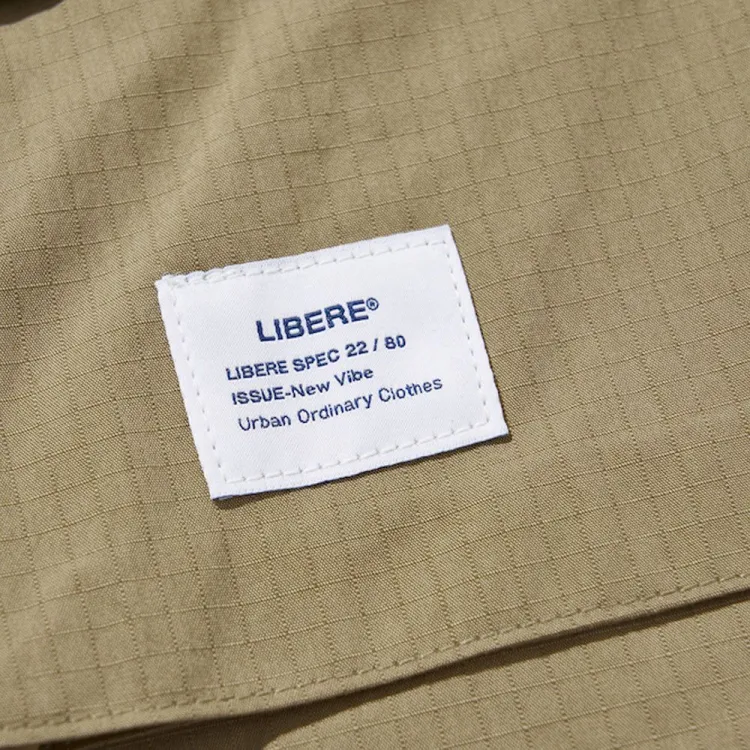 LIBERE®
LIBERE SPEC 22 / 80
ISSUE-New Vibe
Urban Ordinary Clothes